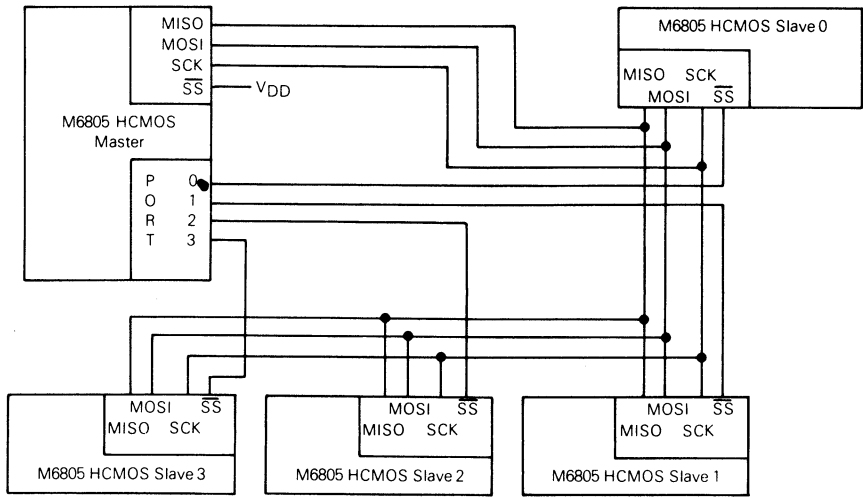 MISO
MOSI
SCK
SS
VDD
M6805 HCMOS
Master
P 0
O 1
R 2
T 3
M6805 HCMOS Slave 0
MISO SCK
MOSI SS
MOSI SS
MISO SCK
M6805 HCMOS Slave 3
MOSI SS
MISO SCK
M6805 HCMOS Slave 2
MOSI SS
MISO SCK
M6805 HCMOS Slave 1